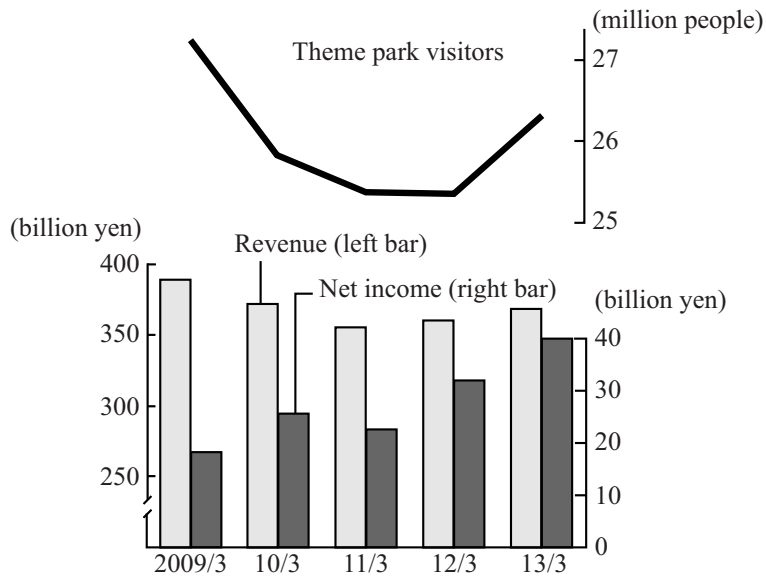 (million people)
Theme park visitors
27
26
25
(billion yen)
Revenue (left bar)
Net income (right bar)
(billion yen)
400
350
300
250
40
30
20
10
0
2009/3 10/3 11/3 12/3 13/3